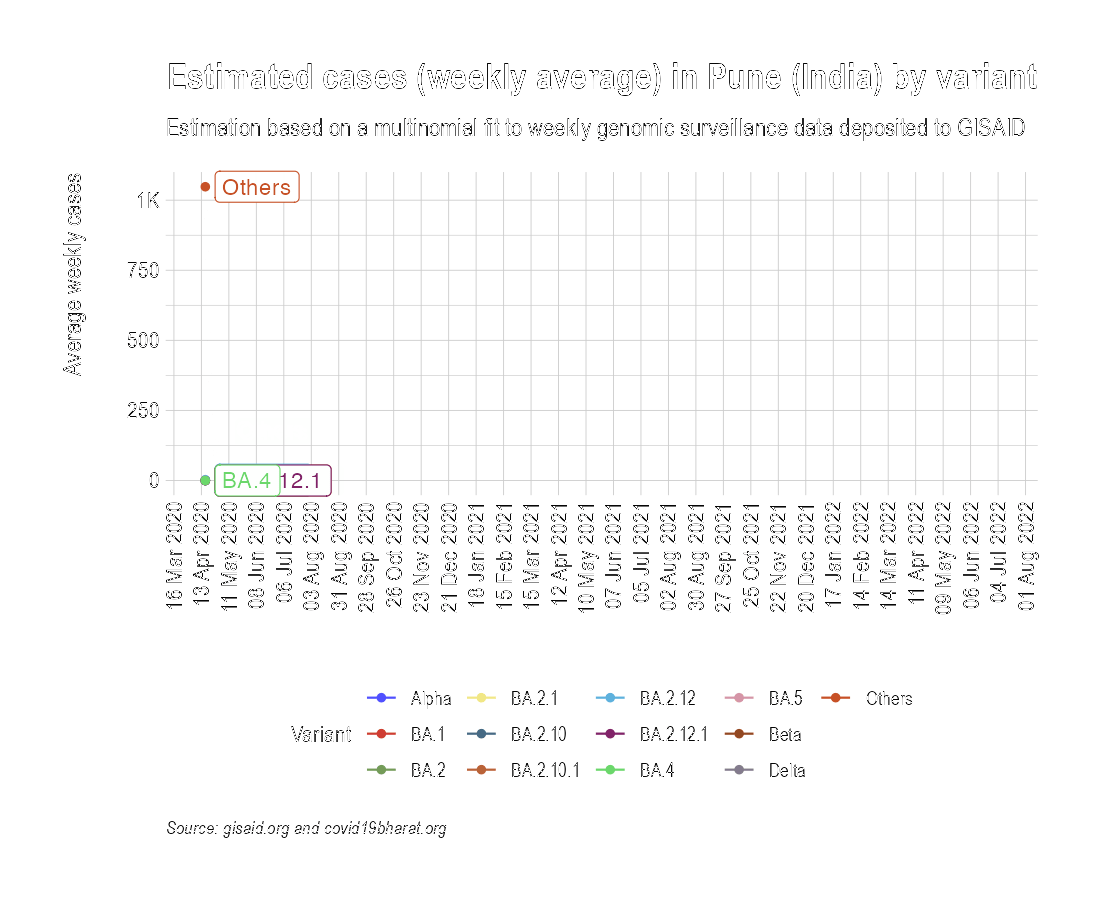 Estimated cases (weekly average) in Pune (India) by variant
Estimation based on a multinomial fit to weekly genomic surveillance data deposited to GISAID
Average weekly cases
1K
750
500
250
0
Others
BA.4
12.1
16 Mar 2020
13 Apr 2020
11 May 2020
08 Jun 2020
06 Jul 2020
03 Aug 2020
31 Aug 2020
28 Sep 2020
26 Oct 2020
23 Nov 2020
21 Dec 2020
18 Jan 2021
15 Feb 2021
15 Mar 2021
12 Apr 2021
10 May 2021
07 Jun 2021
05 Jul 2021
02 Aug 2021
30 Aug 2021
27 Sep 2021
25 Oct 2021
22 Nov 2021
20 Dec 2021
17 Jan 2022
14 Feb 2022
14 Mar 2022
11 Apr 2022
09 May 2022
06 Jun 2022
04 Jul 2022
01 Aug 2022
Variant
Alpha
BA.1
BA.2
BA.2.1
BA.2.10
BA.2.10.1
BA.2.12
BA.2.12.1
BA.4
BA.5
Beta
Delta
Others
Source: gisaid.org and covid19bharat.org